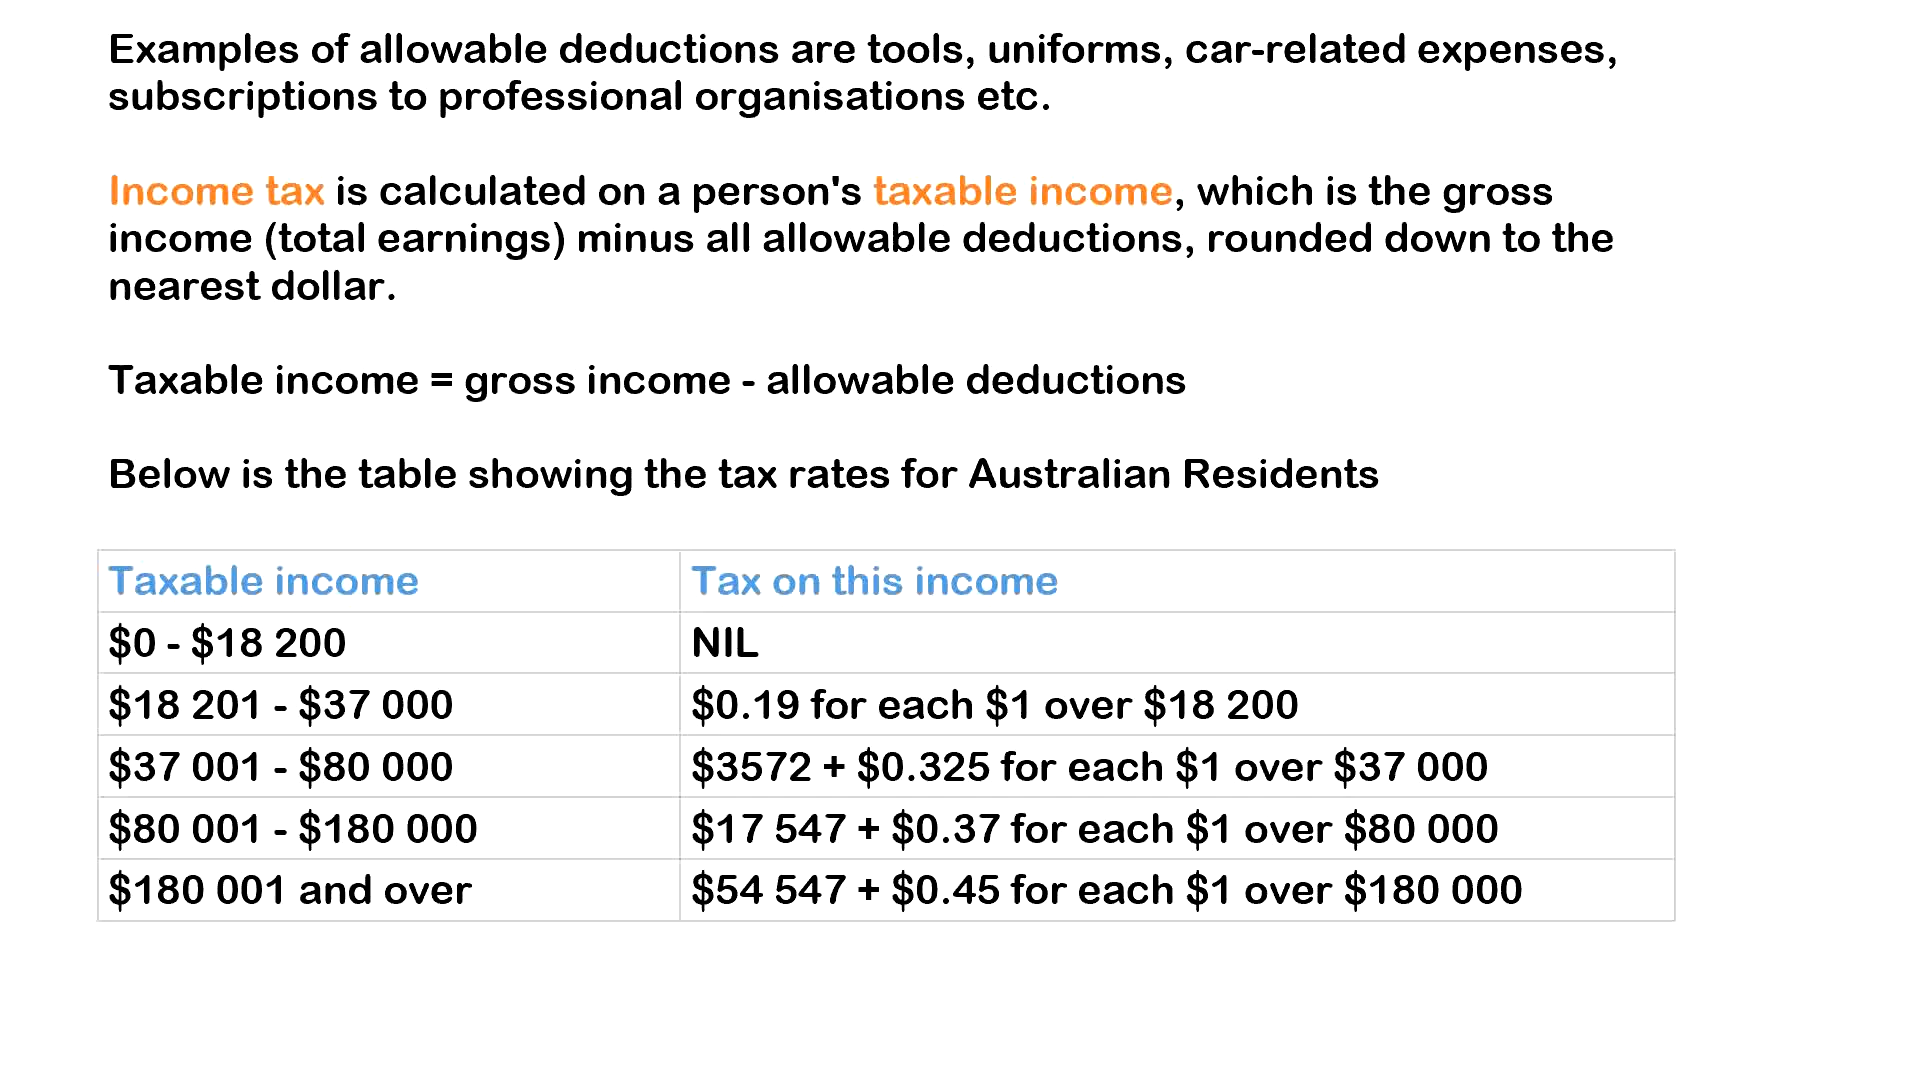 Examples of allowable deductions are tools, uniforms, car-related expenses,
subscriptions to professional organisations etc.
Income tax is calculated on a person's taxable income, which is the gross
income (total earnings) minus all allowable deductions, rounded down to the
nearest dollar.
Taxable income = gross income - allowable deductions
Below is the table showing the tax rates for Australian Residents
Taxable income Tax on this income
$0 - $18 200 NIL
$18 201 - $37 000 $0.19 for each $1 over $18 200
$37 001 - $80 000 $3572 + $0.325 for each $1 over $37 000
$80 001 - $180 000 $17 547 + $0.37 for each $1 over $80 000
$180 001 and over $54 547 + $0.45 for each $1 over $180 000